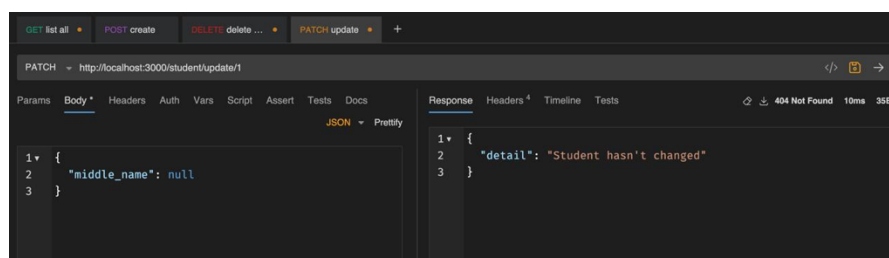 GET list all
POST create
DELETE delete ...
PATCH update
+
PATCH http://localhost:3000/student/update/1
</>
Params Body Headers Auth Vars Script Assert Tests Docs
JSON Prettify
1 {
2 "middle_name": null
3 }
Response Headers 4 Timeline Tests
404 Not Found 10ms 35B
1 {
2 "detail": "Student hasn't changed"
3 }